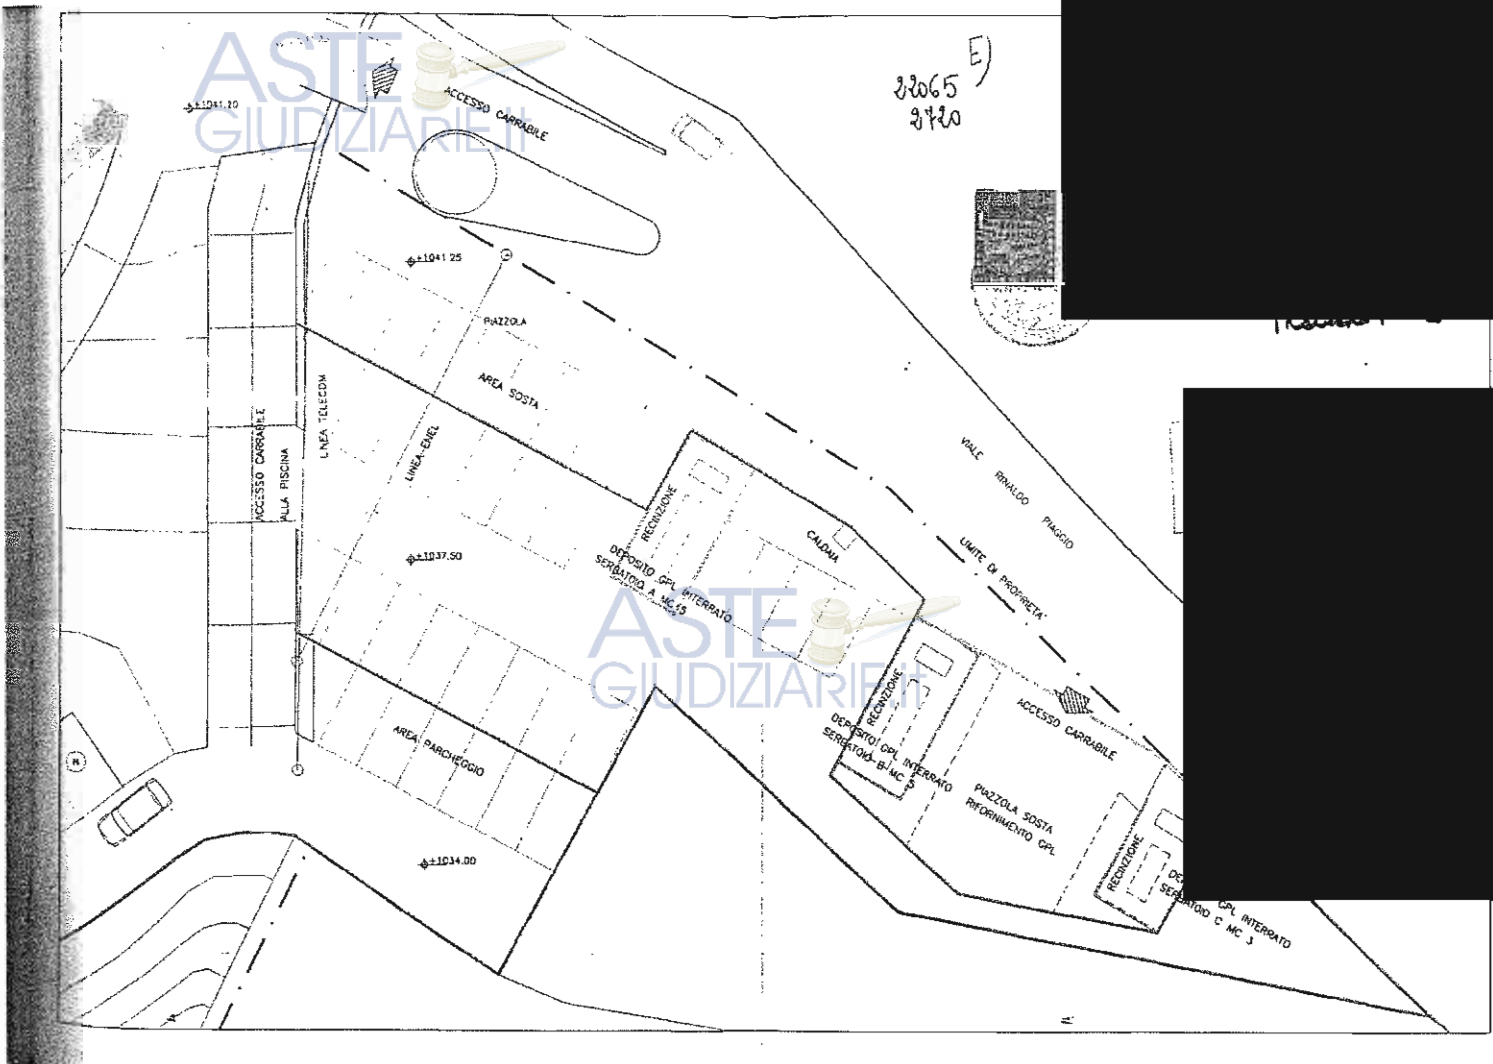 E)
22065
2720
ASTE
GIUDIZIARIE.it
+1041.20
ACCESSO CARRABILE
+1041.25
PIAZZOLA
AREA SOSTA
LINEA TELECOM
LINEA ENEL
ACCESSO CARRABILE
ALLA PISCINA
VIALE RINALDO PIAGGIO
LIMITE DI PROPRIETA'
RECINZIONE
CALDAIA
+1037.50
DEPOSITO GPL INTERRATO
SERBATOIO A MC 15
ASTE
GIUDIZIARIE.it
RECINZIONE
ACCESSO CARRABILE
DEPOSITO GPL INTERRATO
SERBATOIO B MC 5
AREA PARCHEGGIO
PIAZZOLA SOSTA
RIFORNIMENTO GPL
+1034.00
RECINZIONE
GPL INTERRATO
SERBATOIO C MC 3